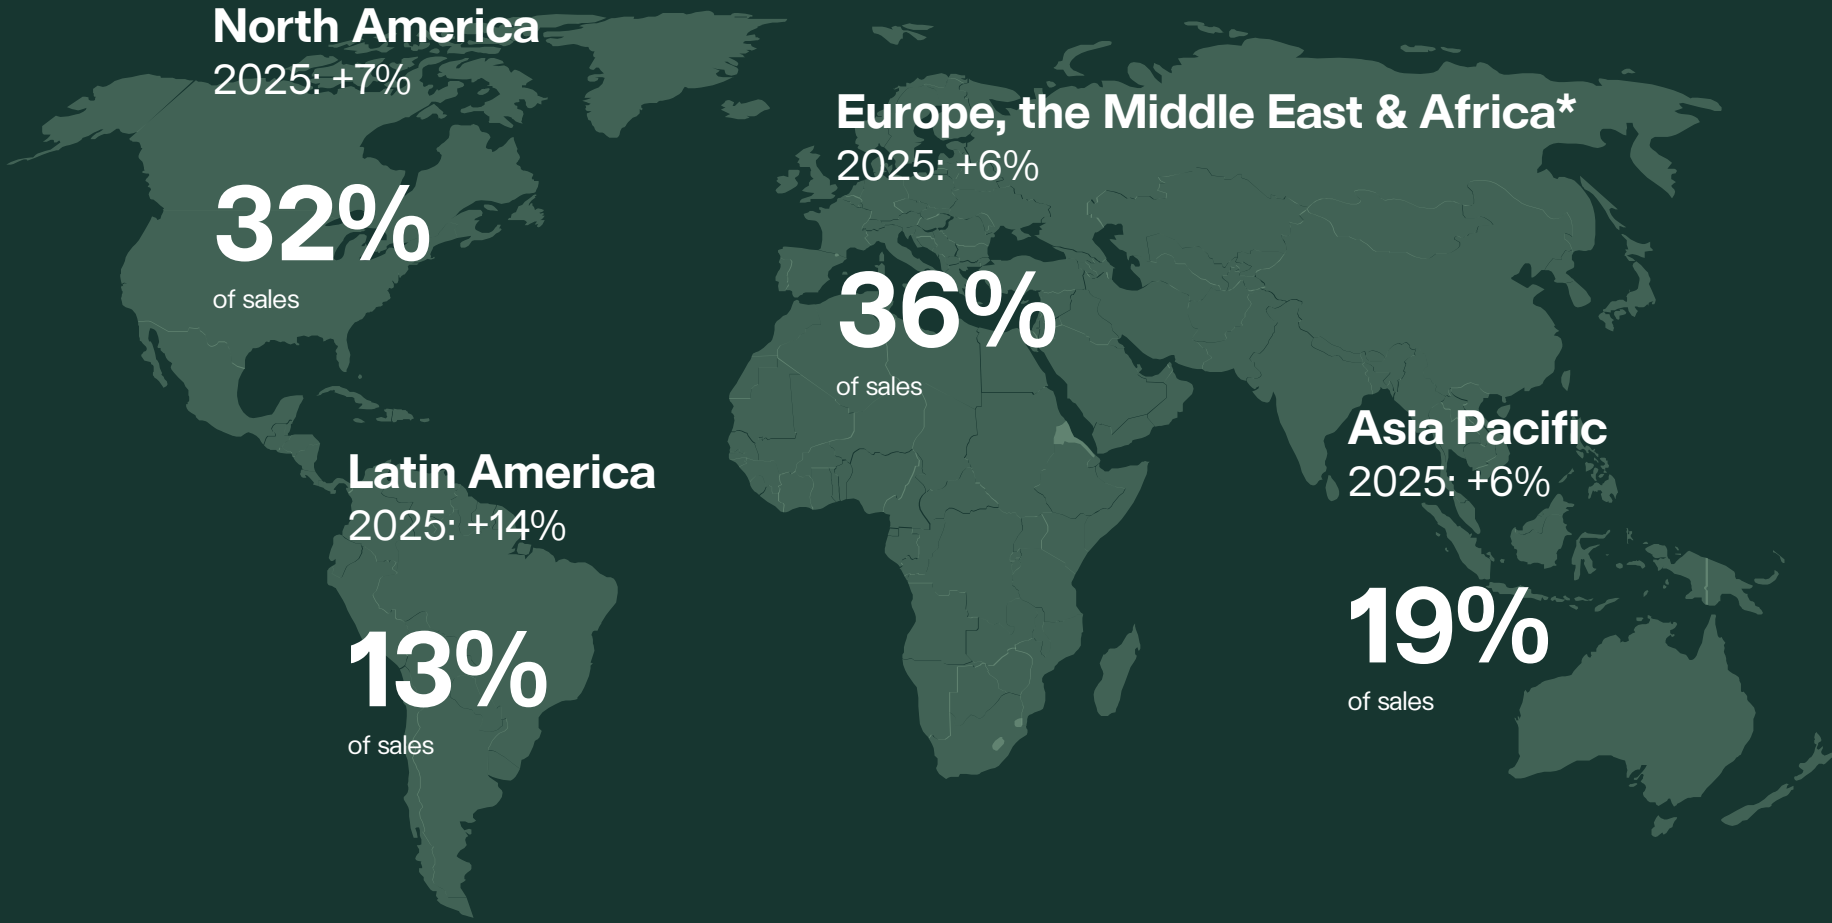 North America
2025: +7%
32%
of sales
Europe, the Middle East & Africa*
2025: +6%
36%
of sales
Latin America
2025: +14%
13%
of sales
Asia Pacific
2025: +6%
19%
of sales